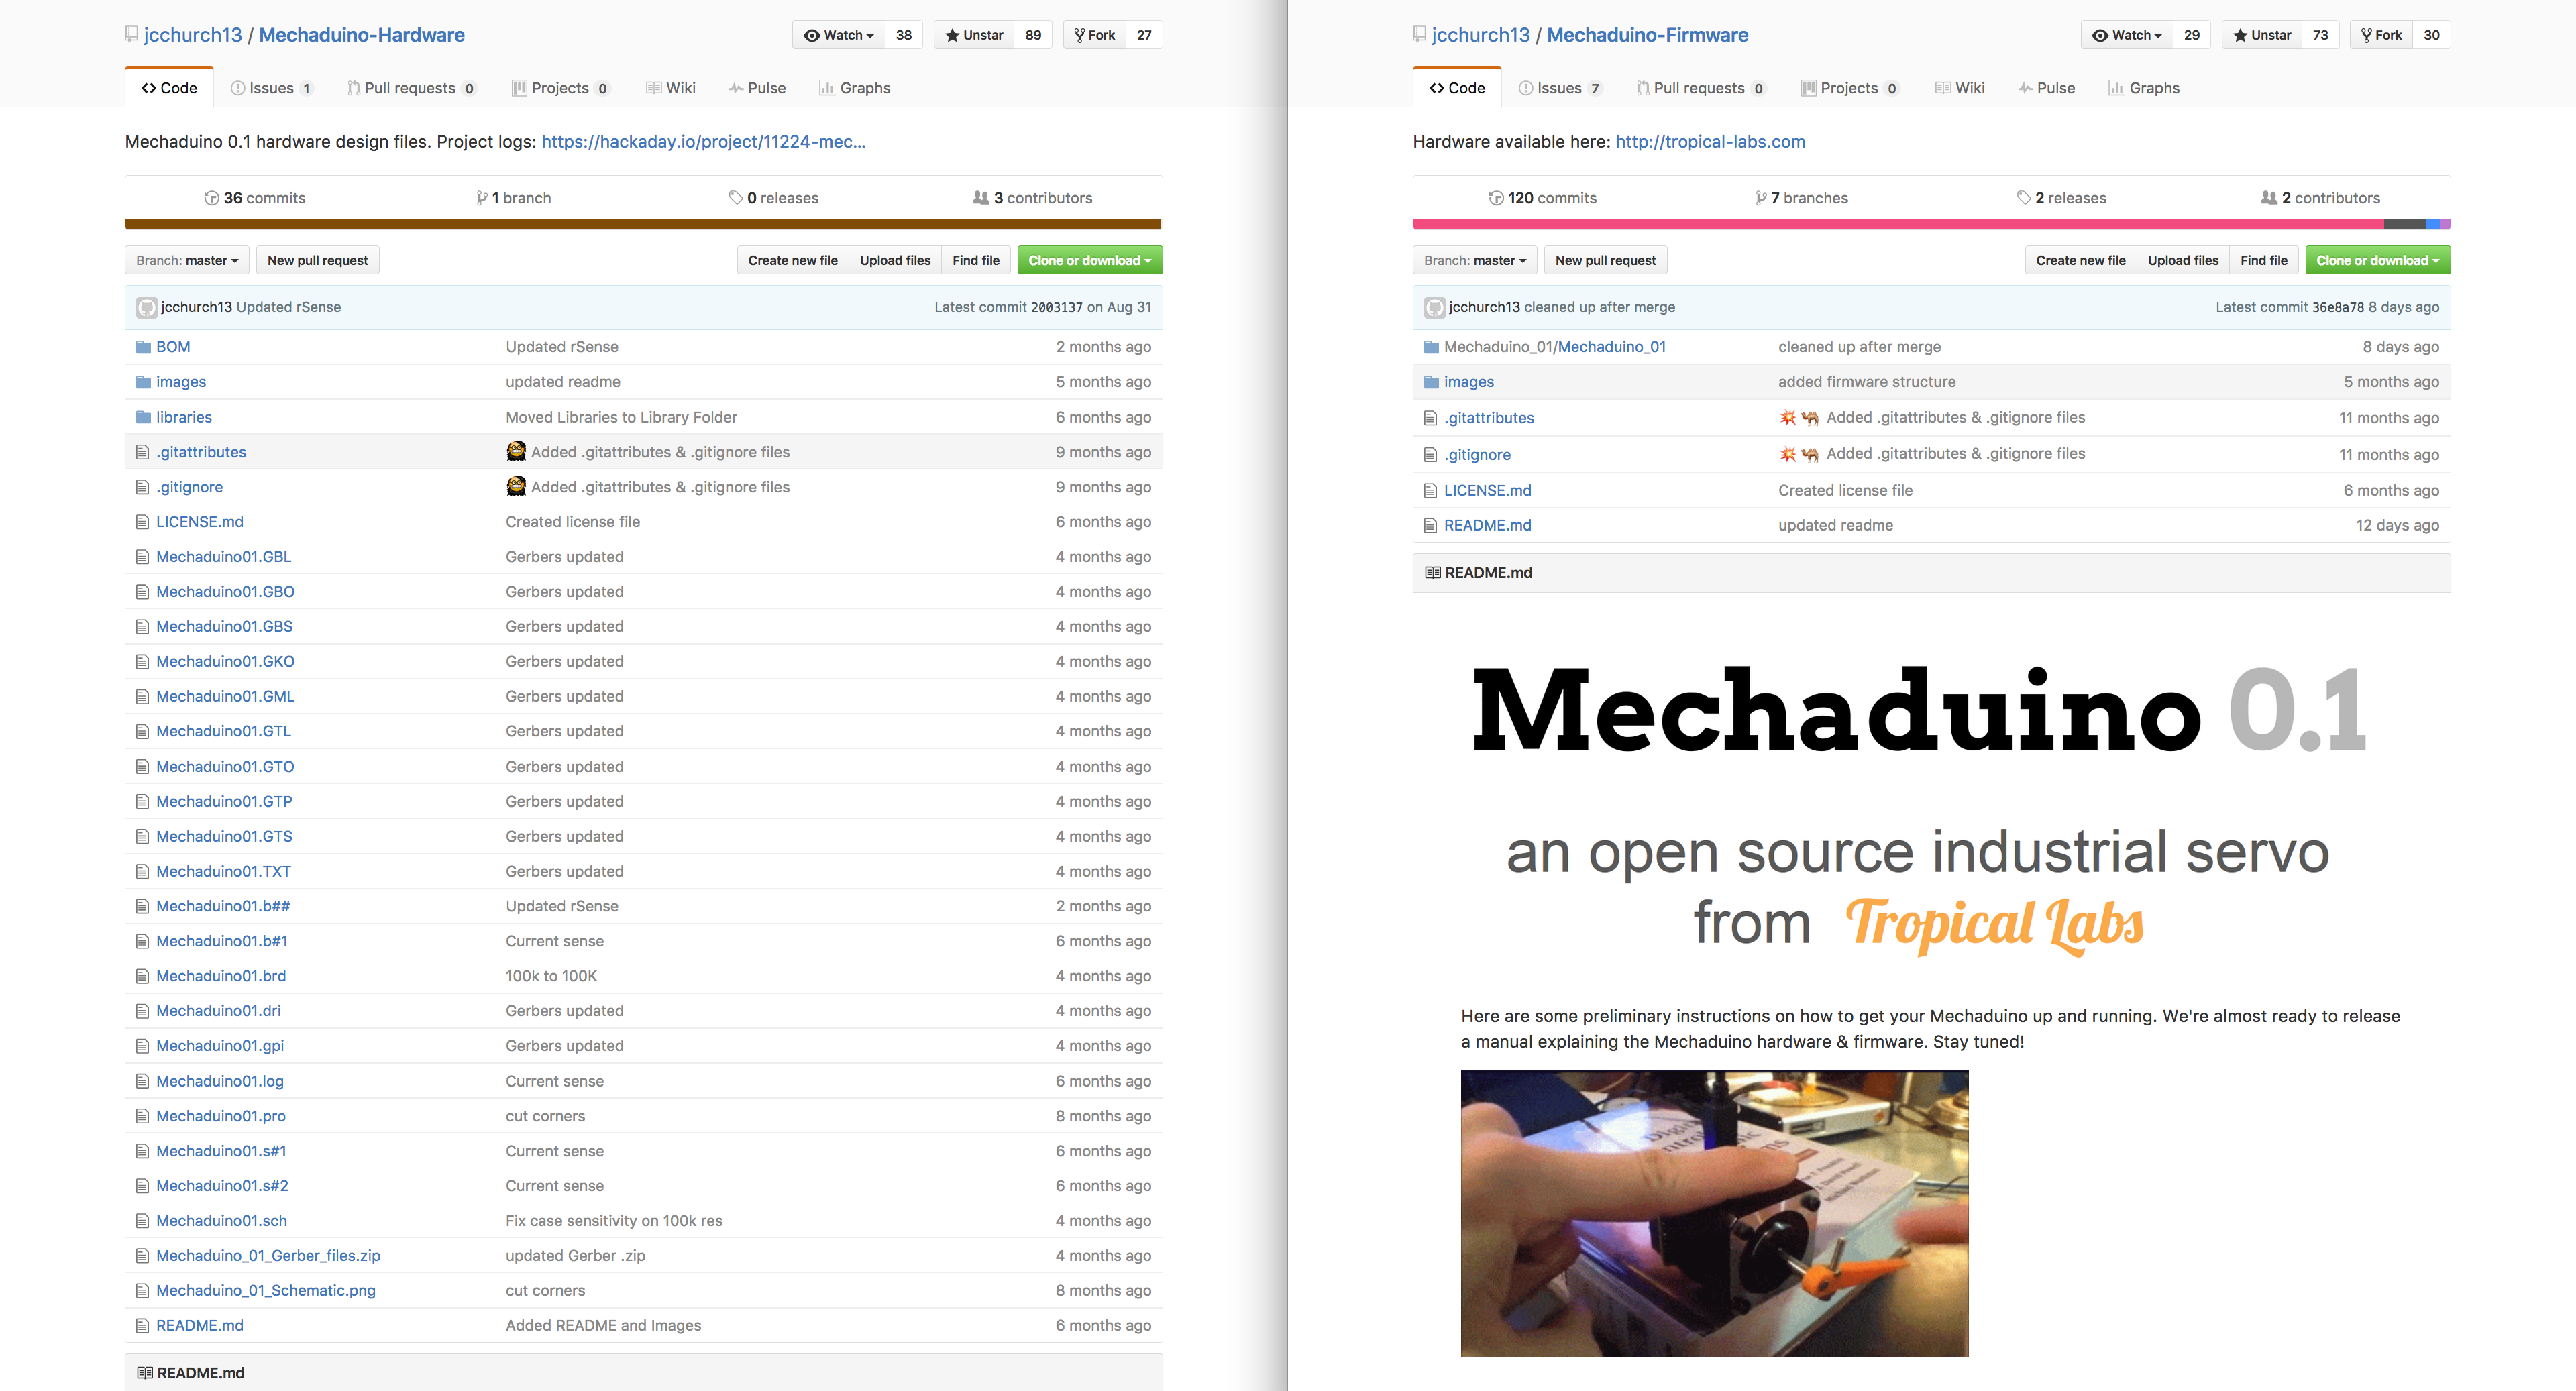 jcchurch13 / Mechaduino-Hardware
Watch 38 Unstar 89 Fork 27
Code Issues 1 Pull requests 0 Projects 0 Wiki Pulse Graphs
Mechaduino 0.1 hardware design files. Project logs: https://hackaday.io/project/11224-mec...
36 commits 1 branch 0 releases 3 contributors
Branch: master New pull request Create new file Upload files Find file Clone or download
jcchurch13 Updated rSense Latest commit 2003137 on Aug 31
BOM Updated rSense 2 months ago
images updated readme 5 months ago
libraries Moved Libraries to Library Folder 6 months ago
.gitattributes Added .gitattributes & .gitignore files 9 months ago
.gitignore Added .gitattributes & .gitignore files 9 months ago
LICENSE.md Created license file 6 months ago
Mechaduino01.GBL Gerbers updated 4 months ago
Mechaduino01.GBO Gerbers updated 4 months ago
Mechaduino01.GBS Gerbers updated 4 months ago
Mechaduino01.GKO Gerbers updated 4 months ago
Mechaduino01.GML Gerbers updated 4 months ago
Mechaduino01.GTL Gerbers updated 4 months ago
Mechaduino01.GTO Gerbers updated 4 months ago
Mechaduino01.GTP Gerbers updated 4 months ago
Mechaduino01.GTS Gerbers updated 4 months ago
Mechaduino01.TXT Gerbers updated 4 months ago
Mechaduino01.b## Updated rSense 2 months ago
Mechaduino01.b#1 Current sense 6 months ago
Mechaduino01.brd 100k to 100K 4 months ago
Mechaduino01.dri Gerbers updated 4 months ago
Mechaduino01.gpi Gerbers updated 4 months ago
Mechaduino01.log Current sense 6 months ago
Mechaduino01.pro cut corners 8 months ago
Mechaduino01.s#1 Current sense 6 months ago
Mechaduino01.s#2 Current sense 6 months ago
Mechaduino01.sch Fix case sensitivity on 100k res 4 months ago
Mechaduino_01_Gerber_files.zip updated Gerber .zip 4 months ago
Mechaduino_01_Schematic.png cut corners 8 months ago
README.md Added README and Images 6 months ago
README.md
jcchurch13 / Mechaduino-Firmware
Watch 29 Unstar 73 Fork 30
Code Issues 7 Pull requests 0 Projects 0 Wiki Pulse Graphs
Hardware available here: http://tropical-labs.com
120 commits 7 branches 2 releases 2 contributors
Branch: master New pull request Create new file Upload files Find file Clone or download
jcchurch13 cleaned up after merge Latest commit 36e8a78 8 days ago
Mechaduino_01/Mechaduino_01 cleaned up after merge 8 days ago
images added firmware structure 5 months ago
.gitattributes Added .gitattributes & .gitignore files 11 months ago
.gitignore Added .gitattributes & .gitignore files 11 months ago
LICENSE.md Created license file 6 months ago
README.md updated readme 12 days ago
README.md
Mechaduino 0.1
an open source industrial servo
from Tropical Labs
Here are some preliminary instructions on how to get your Mechaduino up and running. We're almost ready to release
a manual explaining the Mechaduino hardware & firmware. Stay tuned!